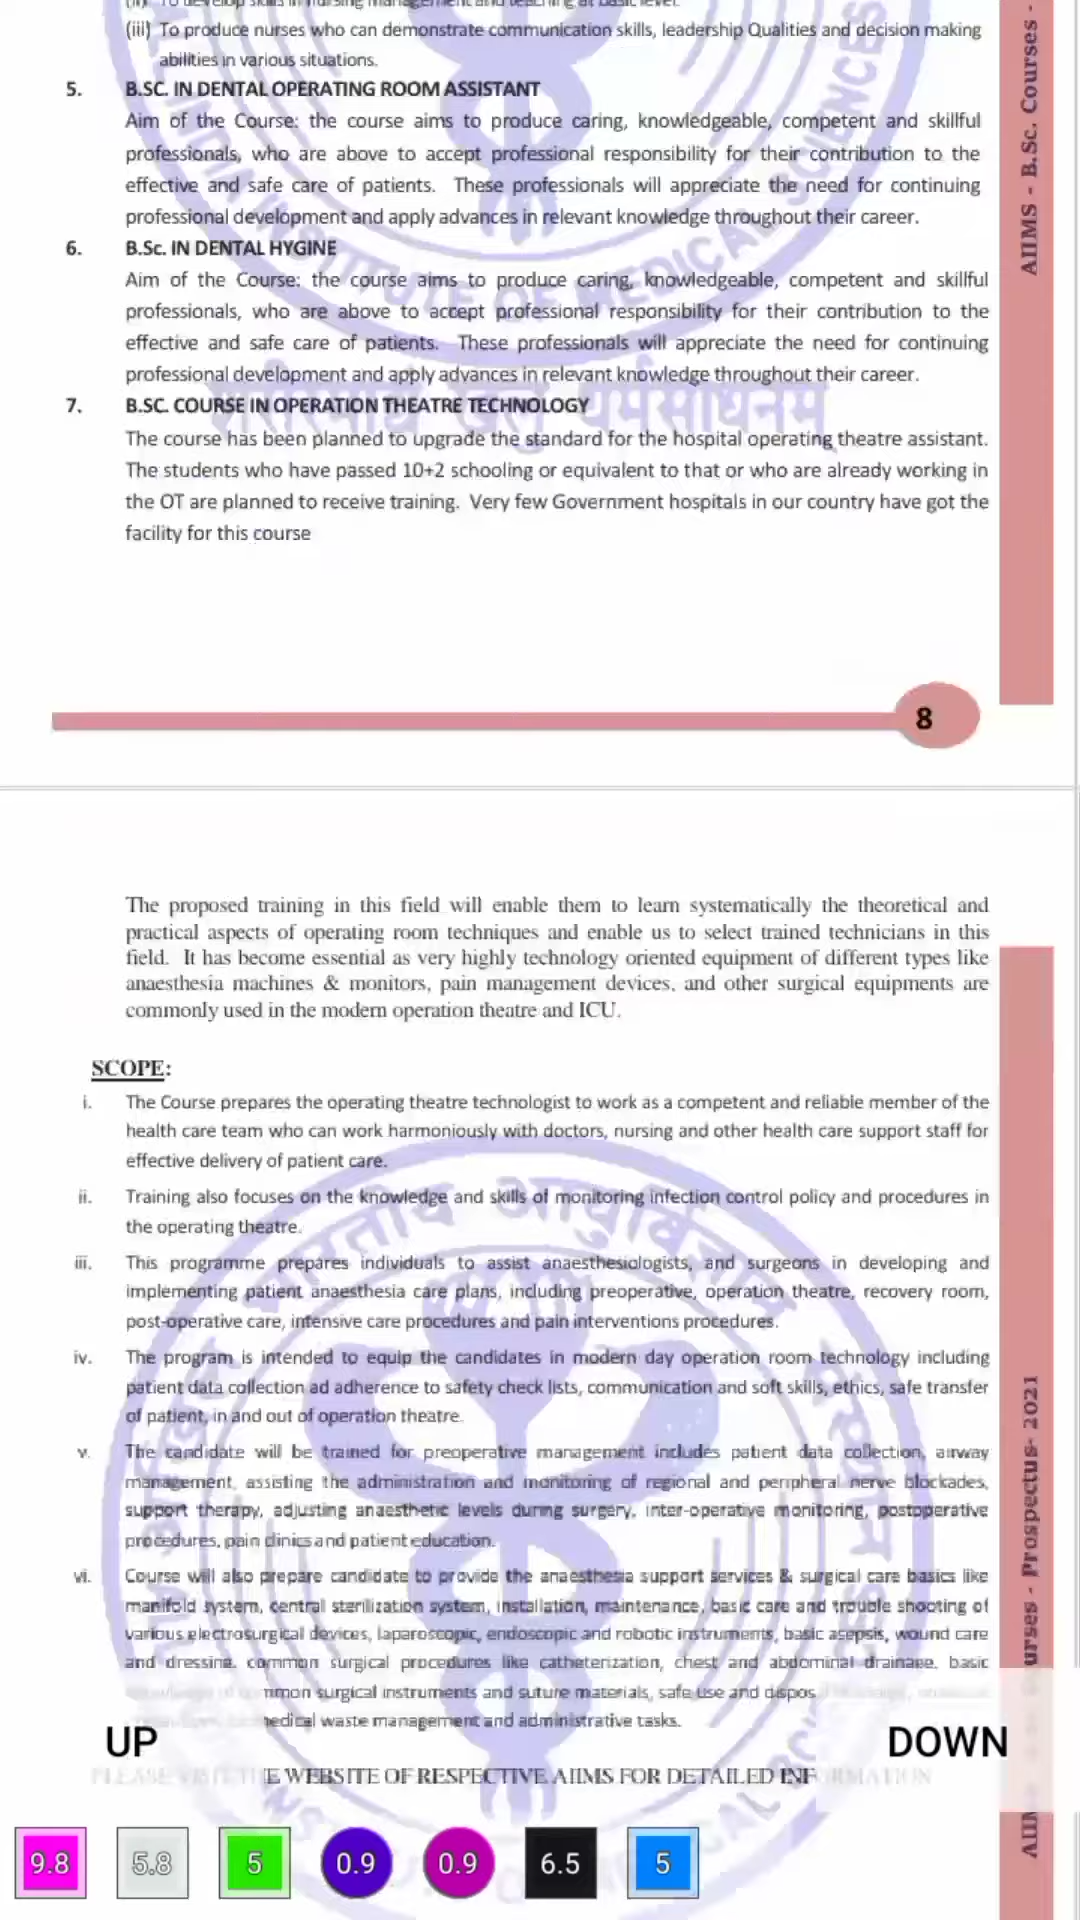 (ii) To develop skills in nursing management and teaching at basic level.
(iii) To produce nurses who can demonstrate communication skills, leadership Qualities and decision making
abilities in various situations.
5. B.SC. IN DENTAL OPERATING ROOM ASSISTANT
Aim of the Course: the course aims to produce caring, knowledgeable, competent and skillful
professionals, who are above to accept professional responsibility for their contribution to the
effective and safe care of patients. These professionals will appreciate the need for continuing
professional development and apply advances in relevant knowledge throughout their career.
6. B.Sc. IN DENTAL HYGINE
Aim of the Course: the course aims to produce caring, knowledgeable, competent and skillful
professionals, who are above to accept professional responsibility for their contribution to the
effective and safe care of patients. These professionals will appreciate the need for continuing
professional development and apply advances in relevant knowledge throughout their career.
7. B.SC. COURSE IN OPERATION THEATRE TECHNOLOGY
The course has been planned to upgrade the standard for the hospital operating theatre assistant.
The students who have passed 10+2 schooling or equivalent to that or who are already working in
the OT are planned to receive training. Very few Government hospitals in our country have got the
facility for this course
AIIMS - B.Sc. Courses -
INSTITUTE OF MEDICAL SCIENCES
8
The proposed training in this field will enable them to learn systematically the theoretical and
practical aspects of operating room techniques and enable us to select trained technicians in this
field. It has become essential as very highly technology oriented equipment of different types like
anaesthesia machines & monitors, pain management devices, and other surgical equipments are
commonly used in the modern operation theatre and ICU.
SCOPE:
i. The Course prepares the operating theatre technologist to work as a competent and reliable member of the
health care team who can work harmoniously with doctors, nursing and other health care support staff for
effective delivery of patient care.
ii. Training also focuses on the knowledge and skills of monitoring infection control policy and procedures in
the operating theatre.
iii. This programme prepares individuals to assist anaesthesiologists, and surgeons in developing and
implementing patient anaesthesia care plans, including preoperative, operation theatre, recovery room,
post-operative care, intensive care procedures and pain interventions procedures.
iv. The program is intended to equip the candidates in modern day operation room technology including
patient data collection ad adherence to safety check lists, communication and soft skills, ethics, safe transfer
of patient, in and out of operation theatre.
v. The candidate will be trained for preoperative management includes patient data collection, airway
management, assisting the administration and monitoring of regional and peripheral nerve blockades,
support therapy, adjusting anaesthetic levels during surgery, inter-operative monitoring, postoperative
procedures, pain clinics and patient education.
vi. Course will also prepare candidate to provide the anaesthesia support services & surgical care basics like
manifold system, central sterilization system, installation, maintenance, basic care and trouble shooting of
various electrosurgical devices, laparoscopic, endoscopic and robotic instruments, basic asepsis, wound care
and dressing, common surgical procedures like catheterization, chest and abdominal drainage, basic
common surgical instruments and suture materials, safe use and
medical waste management and administrative tasks.
PLEASE VISIT THE WEBSITE OF RESPECTIVE AIIMS FOR DETAILED INFORMATION
urses - Prospectus- 2021
UP
DOWN
9.8
5.8
5
0.9
0.9
6.5
5